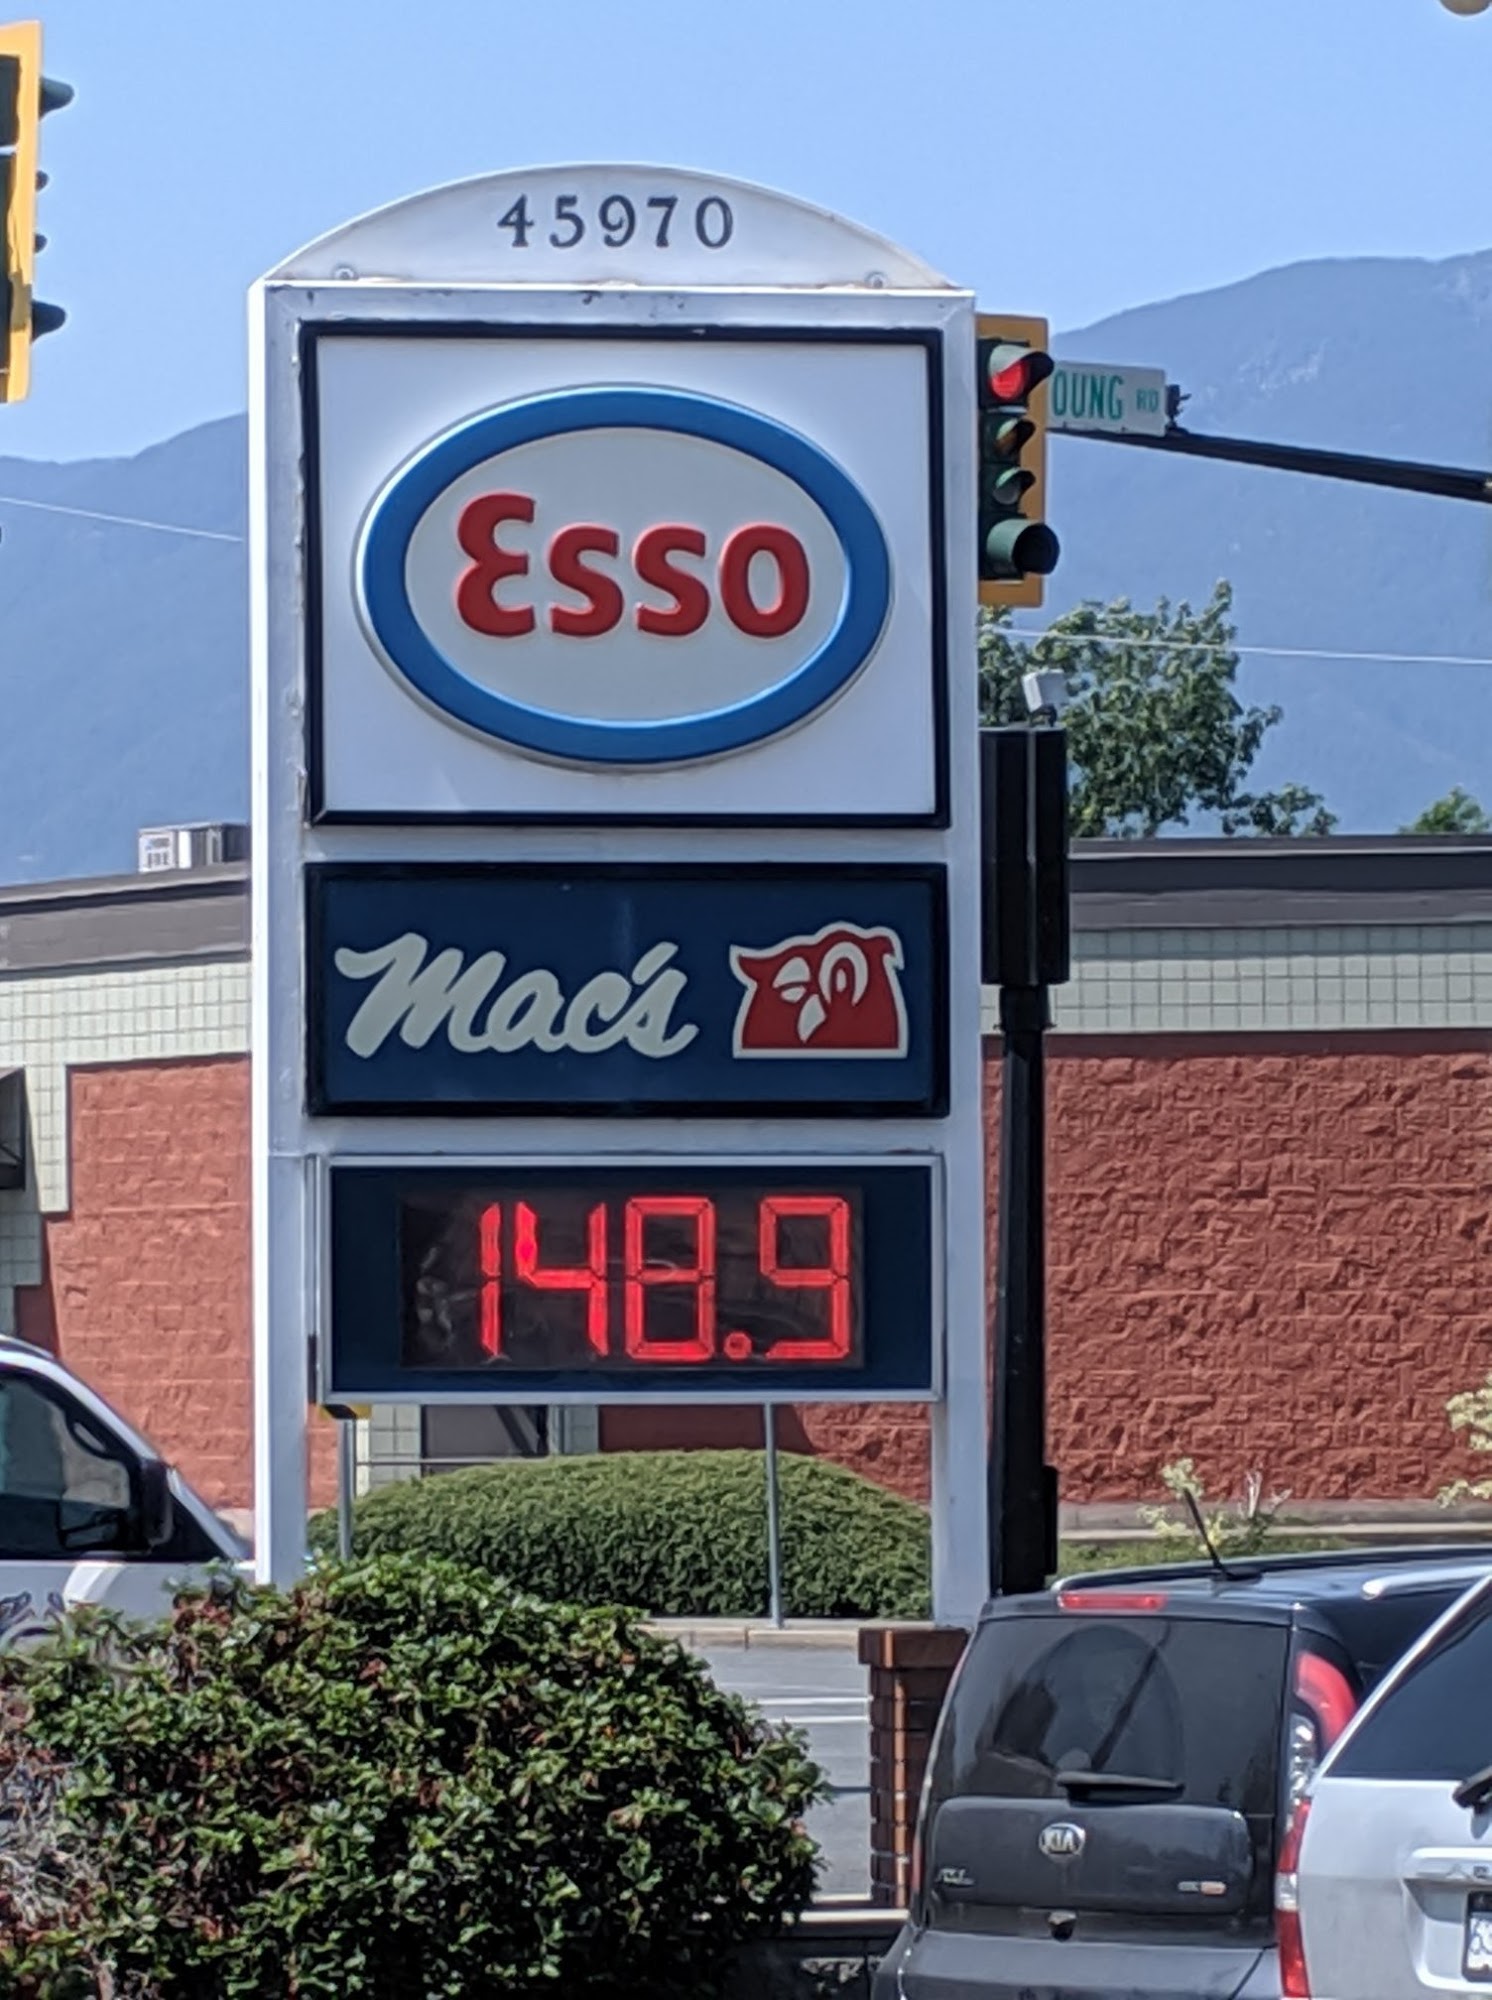 45970
OUNG RD
Esso
Mac's
148.9
KIA